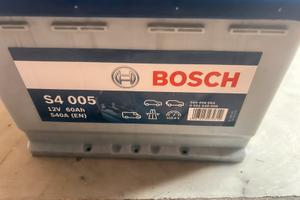 BOSCH
S4 005
12V 60Ah
540A (EN)